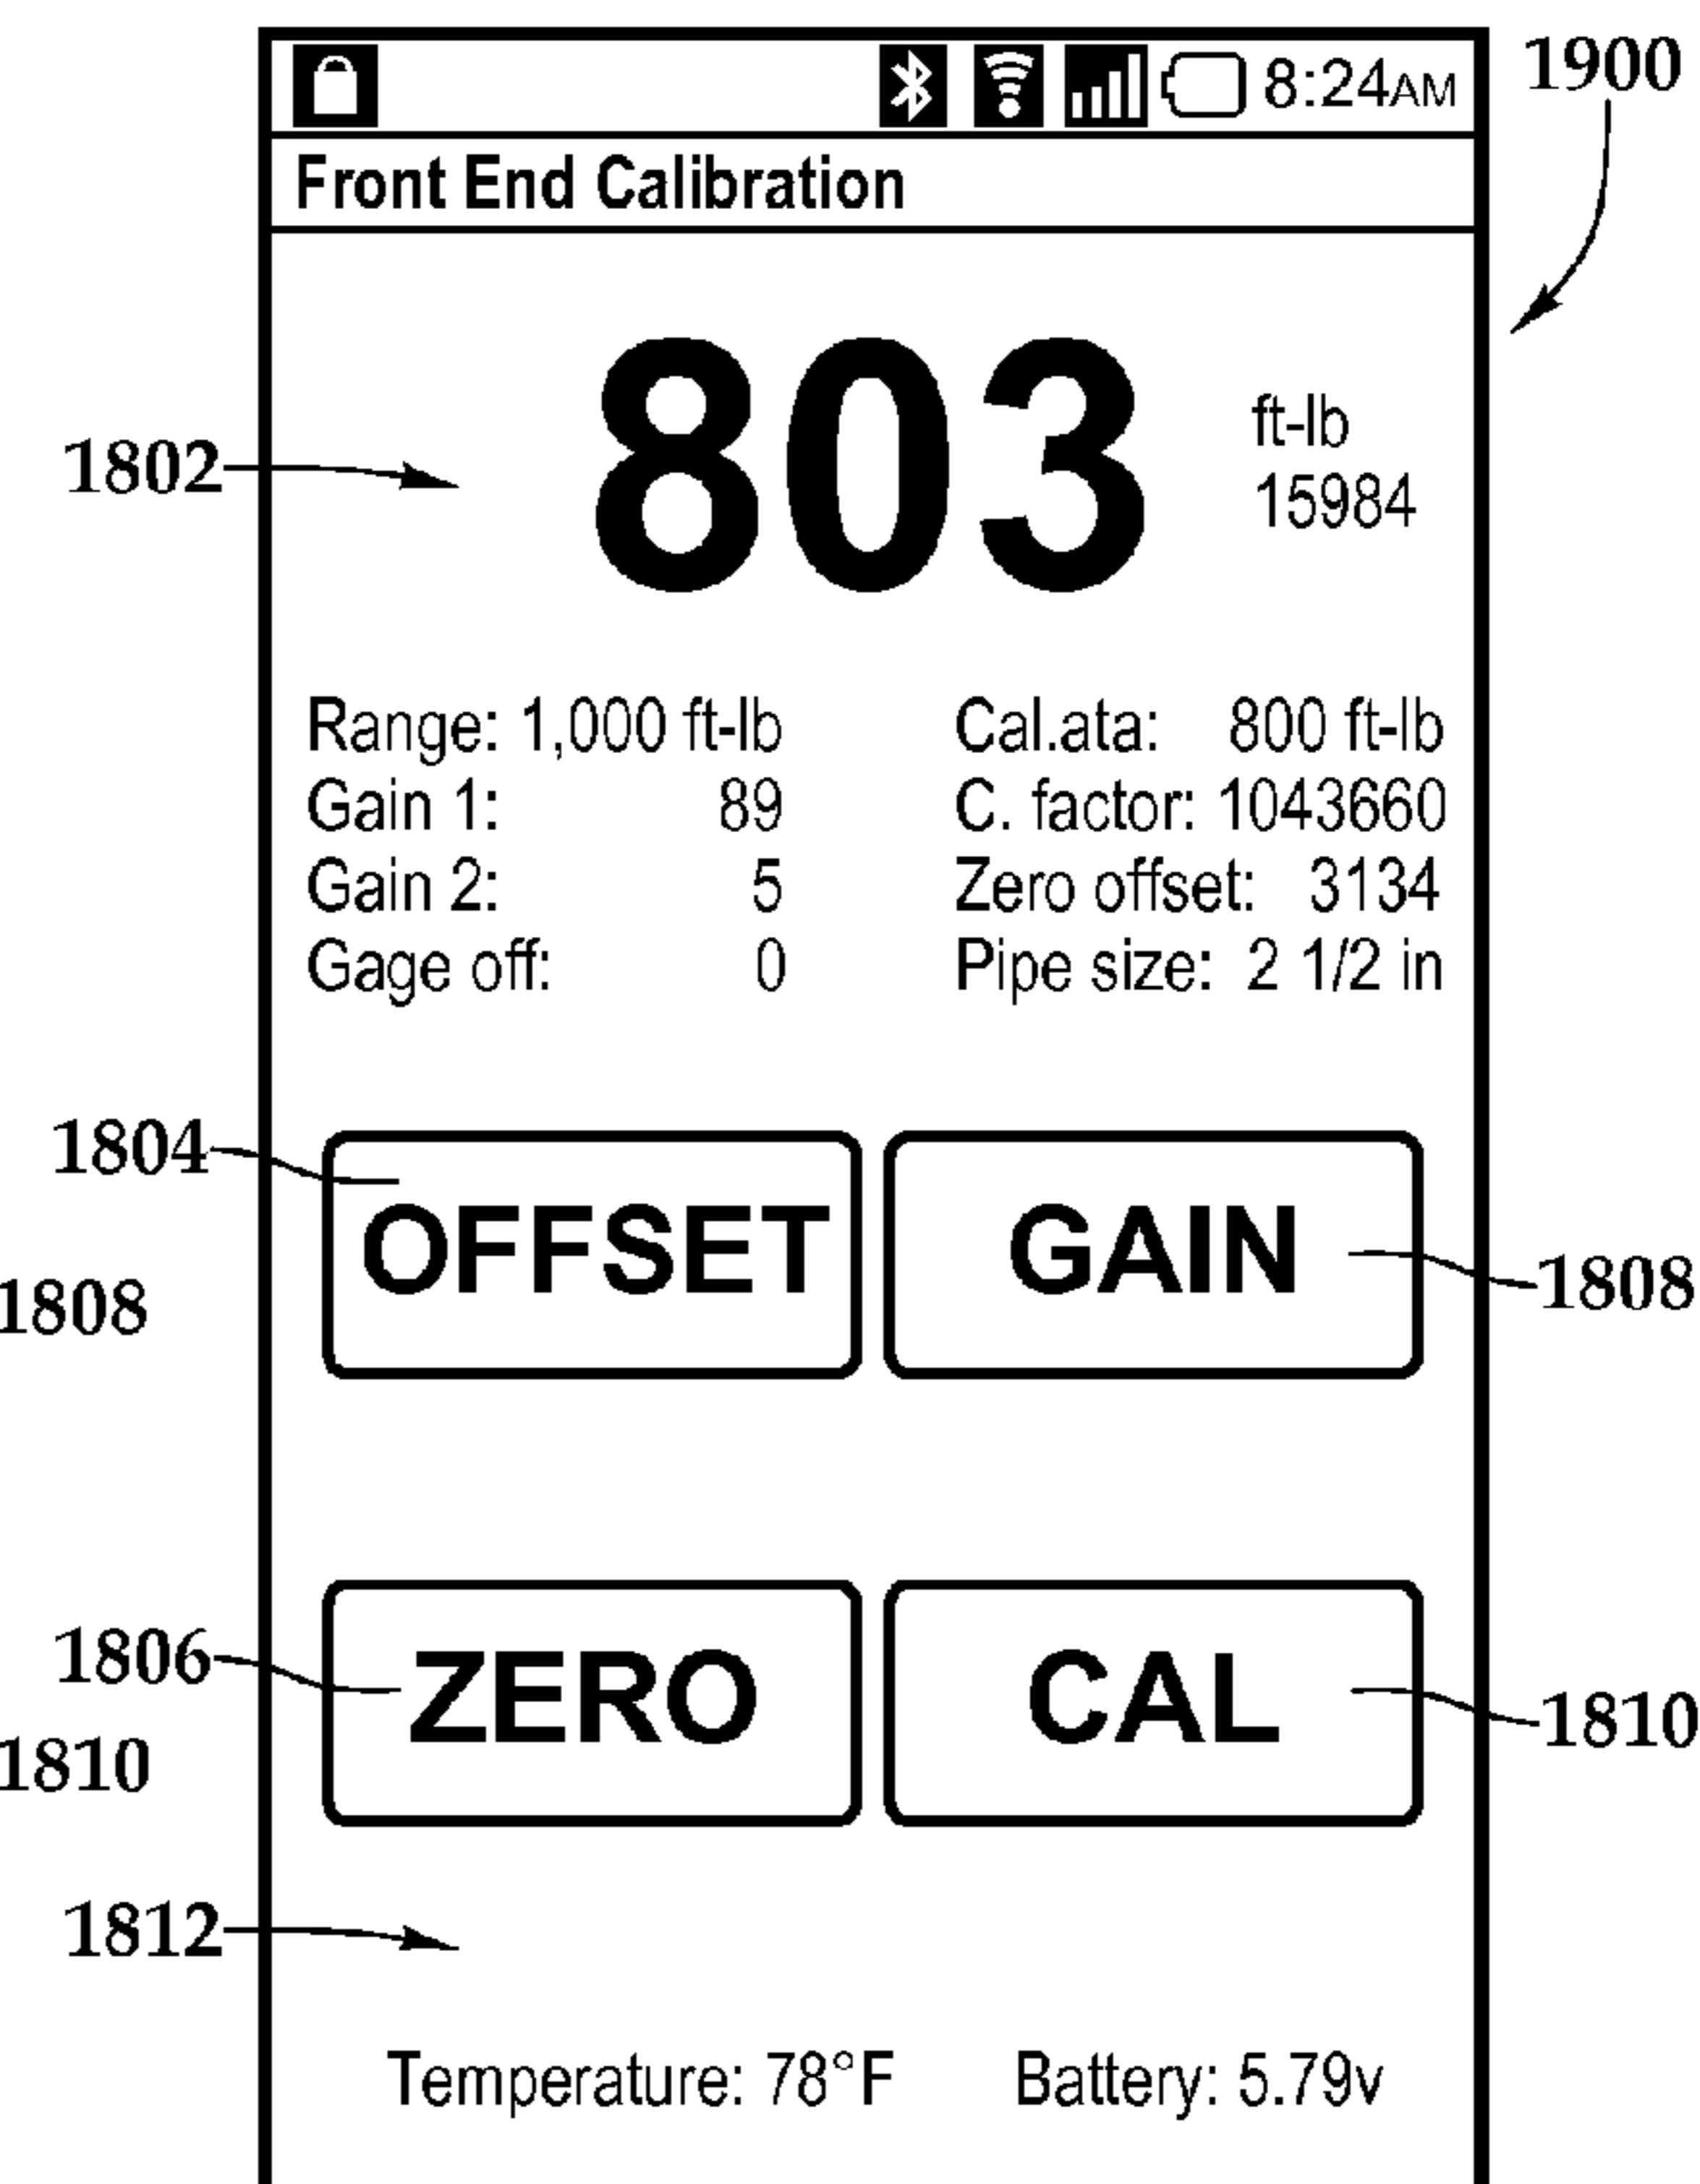 8:24AM
1900
Front End Calibration
803
ft-lb
15984
1802
Range: 1,000 ft-lb
Cal.ata: 800 ft-lb
Gain 1: 89
C. factor: 1043660
Gain 2: 5
Zero offset: 3134
Gage off: 0
Pipe size: 2 1/2 in
1804
OFFSET
GAIN
1808
1808
1806
ZERO
CAL
1810
1810
1812
Temperature: 78°F
Battery: 5.79v